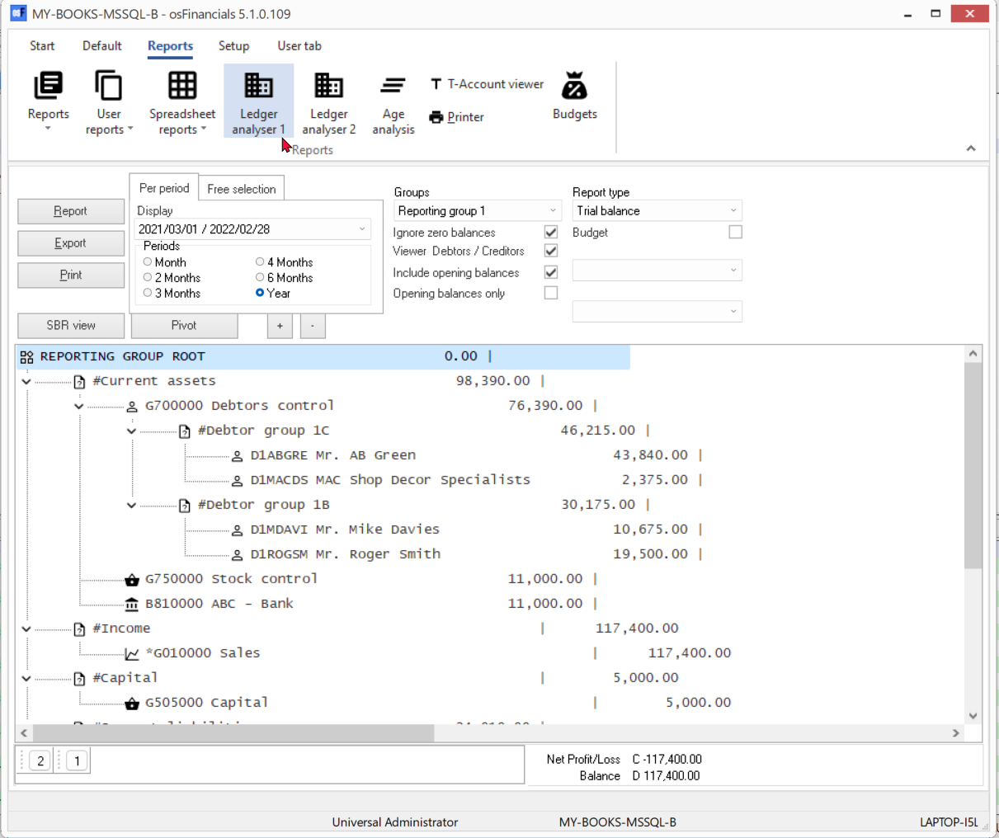 MY-BOOKS-MSSQL-B - osFinancials 5.1.0.109
Start Default Reports Setup User tab
Reports
User reports
Spreadsheet reports
Ledger analyser 1
Ledger analyser 2
Age analysis
T-Account viewer
Printer
Budgets
Reports
Report
Export
Print
SBR view
Pivot
+
-
Per period Free selection
Display
2021/03/01 / 2022/02/28
Periods
Month 4 Months
2 Months 6 Months
3 Months Year
Groups
Reporting group 1
Ignore zero balances
Viewer Debtors / Creditors
Include opening balances
Opening balances only
Report type
Trial balance
Budget
REPORTING GROUP ROOT 0.00 |
#Current assets 98,390.00 |
G700000 Debtors control 76,390.00 |
#Debtor group 1C 46,215.00 |
D1ABGRE Mr. AB Green 43,840.00 |
D1MACDS MAC Shop Decor Specialists 2,375.00 |
#Debtor group 1B 30,175.00 |
D1MDAVI Mr. Mike Davies 10,675.00 |
D1ROGSM Mr. Roger Smith 19,500.00 |
G750000 Stock control 11,000.00 |
B810000 ABC - Bank 11,000.00 |
#Income | 117,400.00
*G010000 Sales | 117,400.00
#Capital | 5,000.00
G505000 Capital | 5,000.00
2 1
Net Profit/Loss C -117,400.00
Balance D 117,400.00
Universal Administrator MY-BOOKS-MSSQL-B LAPTOP-I5L